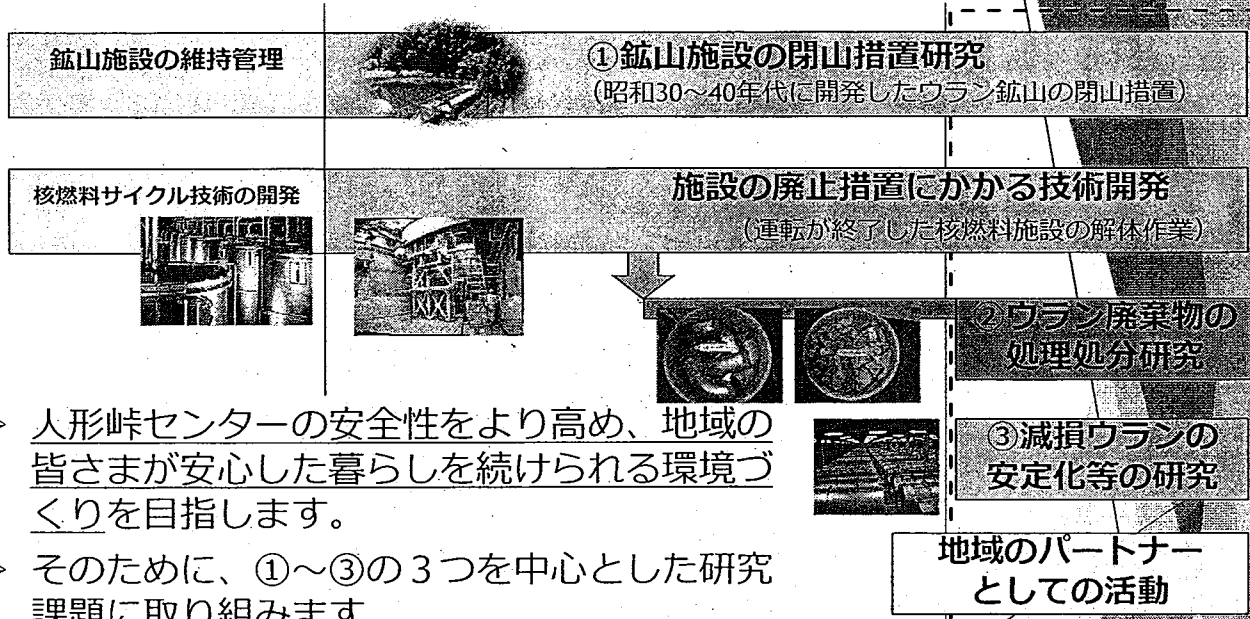 鉱山施設の維持管理
①鉱山施設の閉山措置研究
（昭和30～40年代に開発したウラン鉱山の閉山措置）
核燃料サイクル技術の開発
施設の廃止措置にかかる技術開発
（運転が終了した核燃料施設の解体作業）
②ウラン廃棄物の
処理処分研究
③減損ウランの
安定化等の研究
人形峠センターの安全性をより高め、地域の
皆さまが安心した暮らしを続けられる環境づ
くりを目指します。
そのために、①～③の３つを中心とした研究
課題に取り組みます
地域のパートナー
としての活動